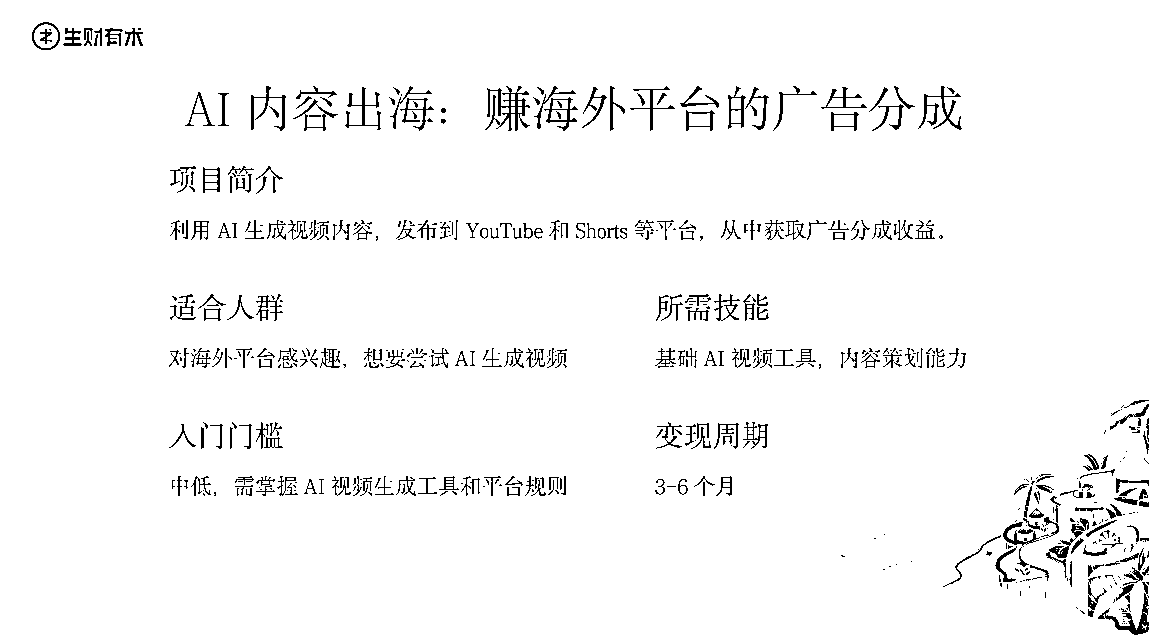 生财有术
AI 内容出海：赚海外平台的广告分成
项目简介
利用 AI 生成视频内容，发布到 YouTube 和 Shorts 等平台，从中获取广告分成收益。
适合人群
对海外平台感兴趣，想要尝试 AI 生成视频
所需技能
基础 AI 视频工具，内容策划能力
入门门槛
中低，需掌握 AI 视频生成工具和平台规则
变现周期
3-6 个月